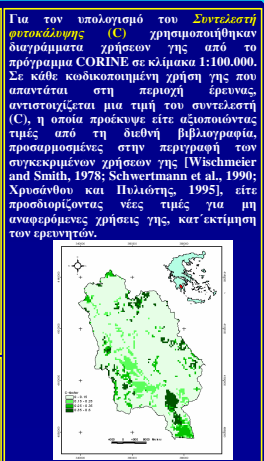 Για τον υπολογισμό του Συντελεστή
φυτοκάλυψης (C) χρησιμοποιήθηκαν
διαγράμματα χρήσεων γης από το
πρόγραμμα CORINE σε κλίμακα 1:100.000.
Σε κάθε κωδικοποιημένη χρήση γης που
απαντάται στη περιοχή έρευνας,
αντιστοιχίζεται μια τιμή του συντελεστή
(C), η οποία προέκυψε είτε αξιοποιώντας
τιμές από τη διεθνή βιβλιογραφία,
προσαρμοσμένες στην περιγραφή των
συγκεκριμένων χρήσεων γης [Wischmeier
and Smith, 1978; Schwertmann et al., 1990;
Χρυσάνθου και Πυλιώτης, 1995], είτε
προσδιορίζοντας νέες τιμές για μη
αναφερόμενες χρήσεις γης, κατ΄εκτίμηση
των ερευνητών.